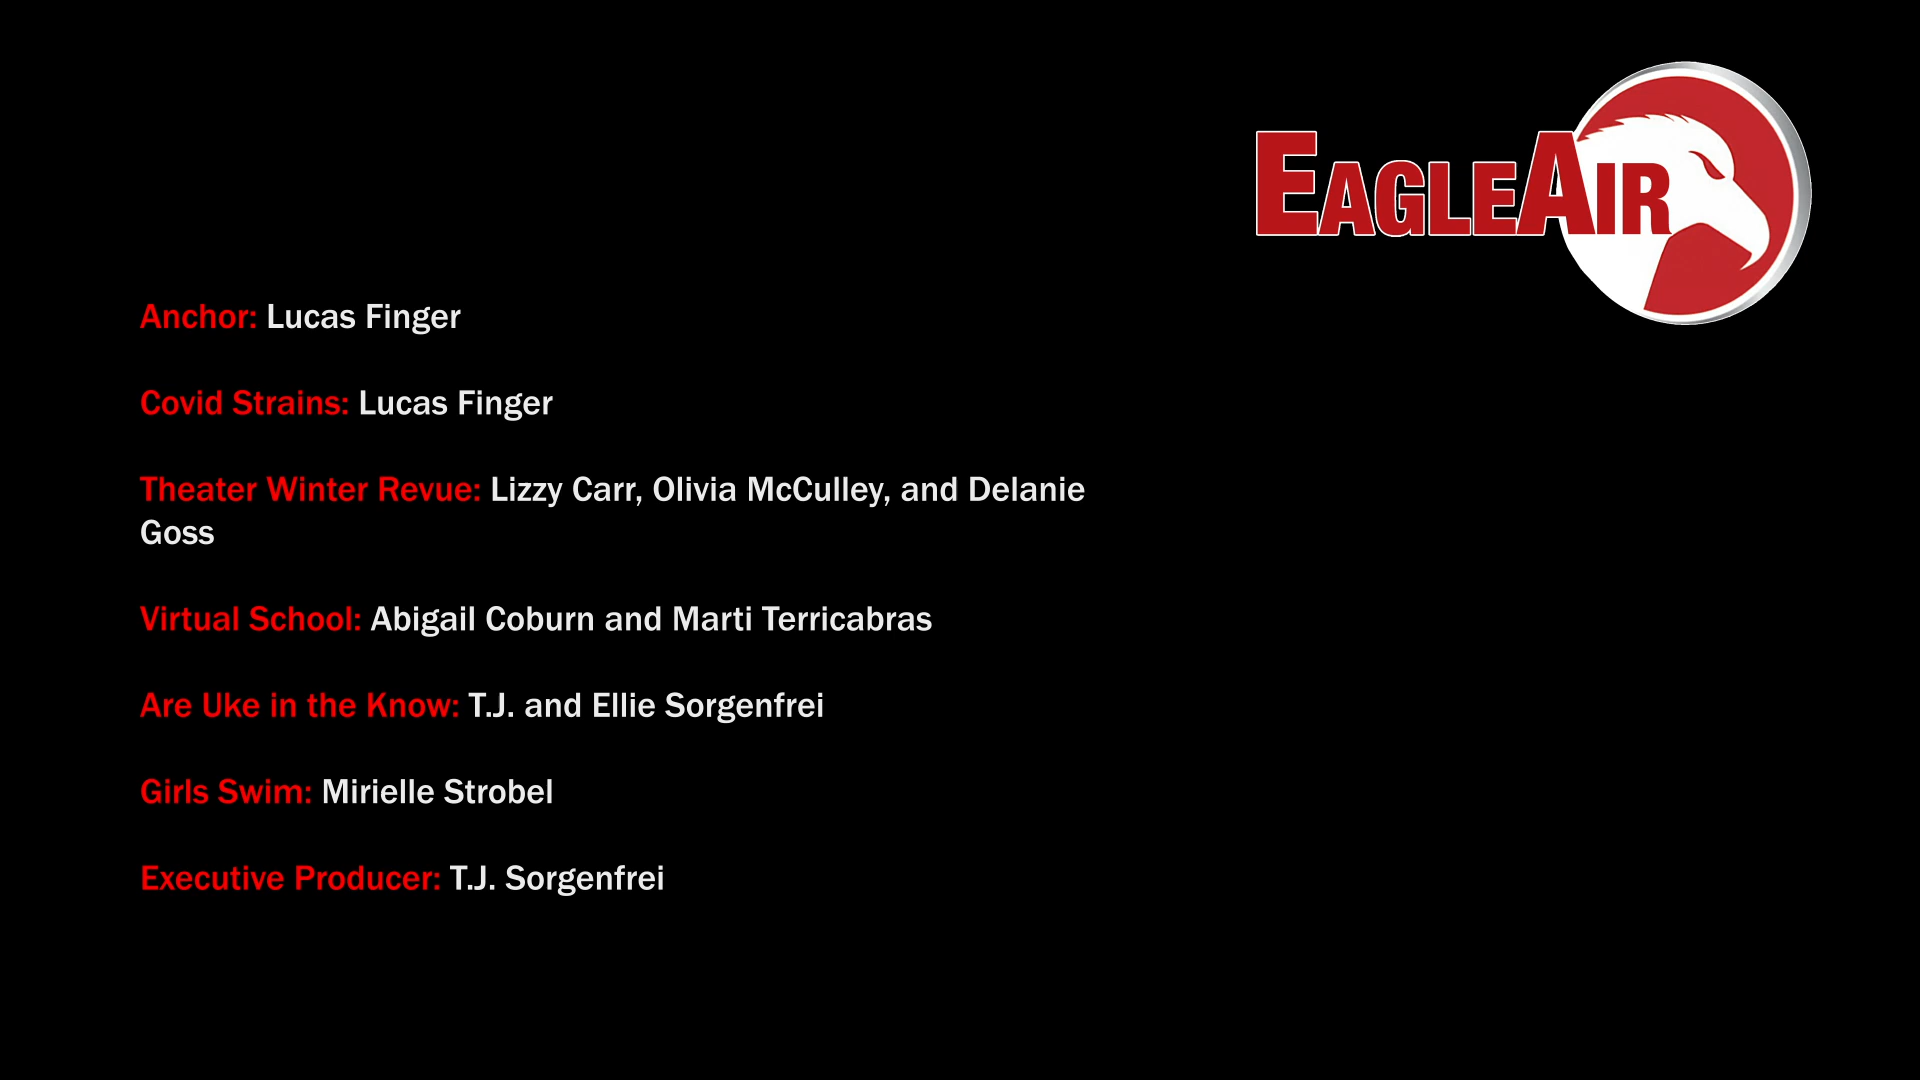 EAGLEAIR
Anchor: Lucas Finger
Covid Strains: Lucas Finger
Theater Winter Revue: Lizzy Carr, Olivia McCulley, and Delanie
Goss
Virtual School: Abigail Coburn and Marti Terricabras
Are Uke in the Know: T.J. and Ellie Sorgenfrei
Girls Swim: Mirielle Strobel
Executive Producer: T.J. Sorgenfrei